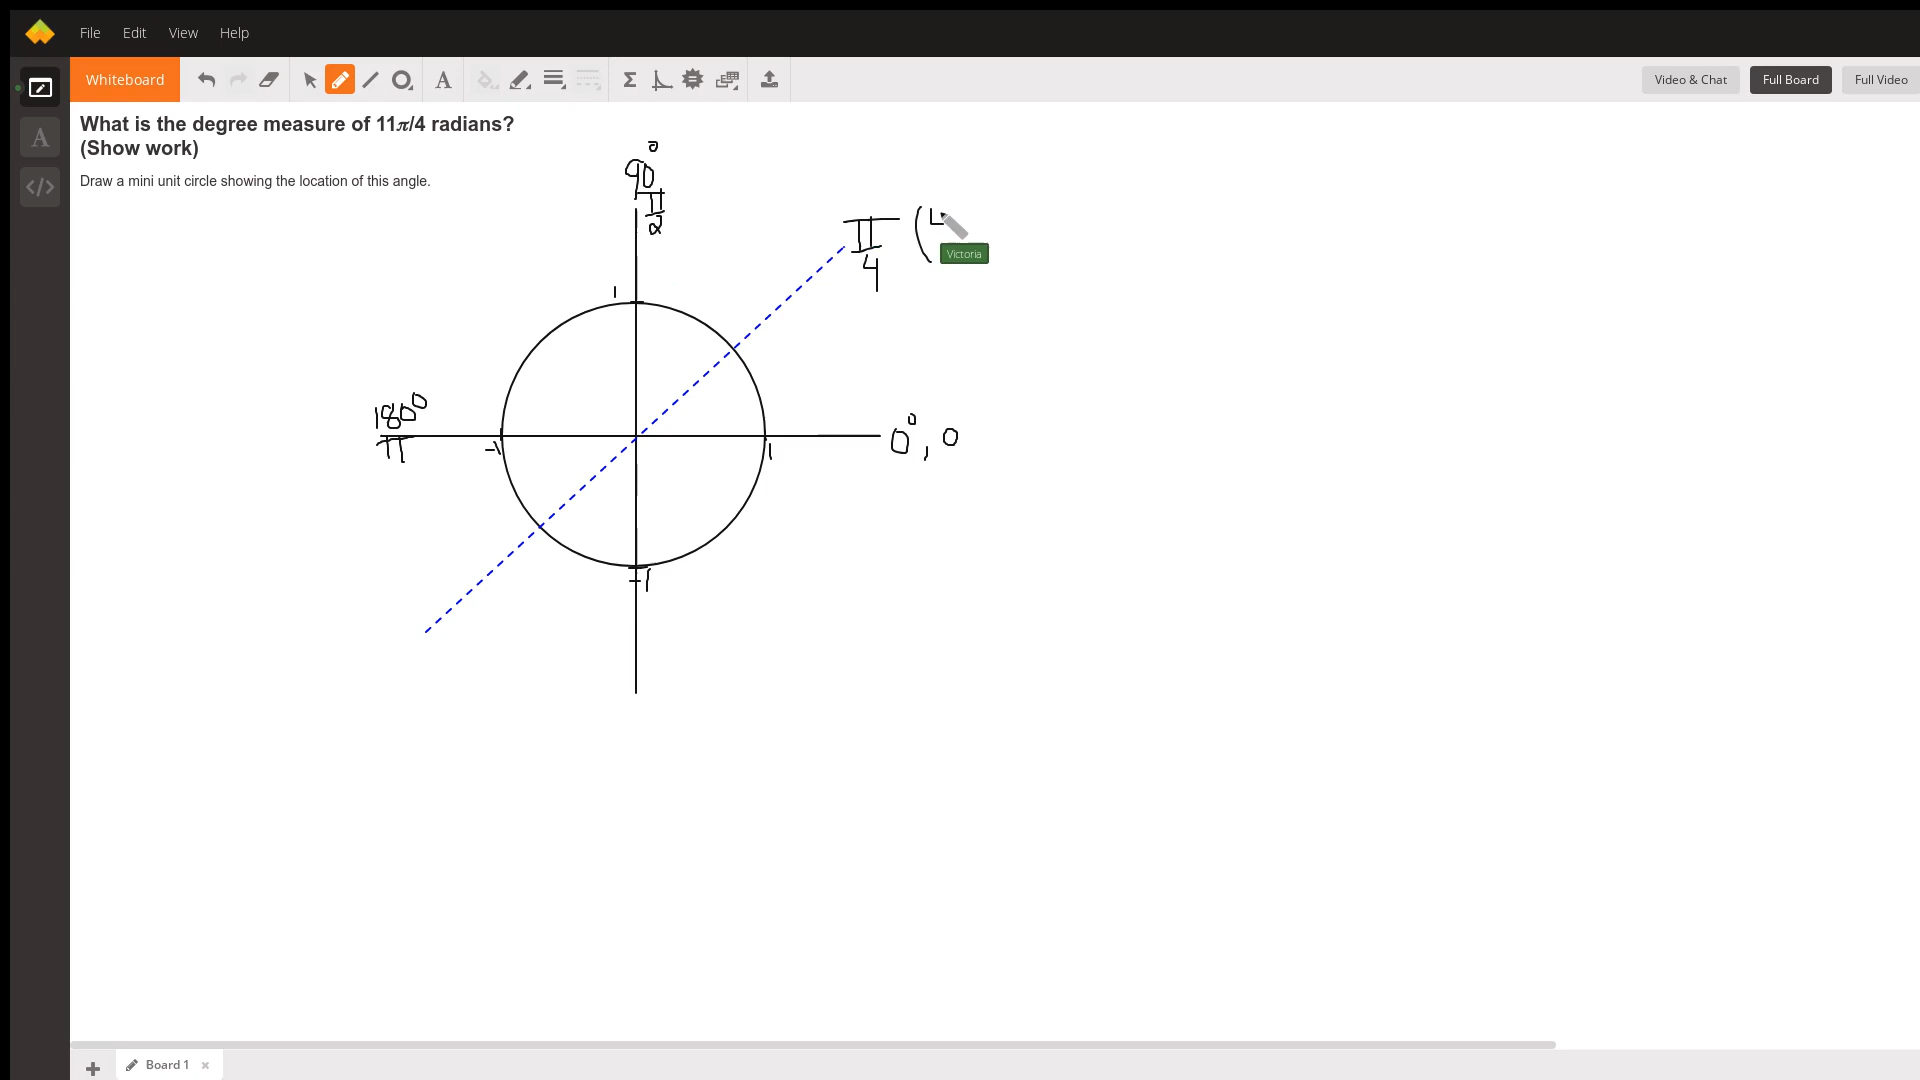 File Edit View Help
Whiteboard
Video & Chat Full Board Full Video
What is the degree measure of 11π/4 radians?
(Show work)
Draw a mini unit circle showing the location of this angle.
90°
π/2
π/4 (4
Victoria
1
180°
π
-1
1
0°, 0
-1
Board 1